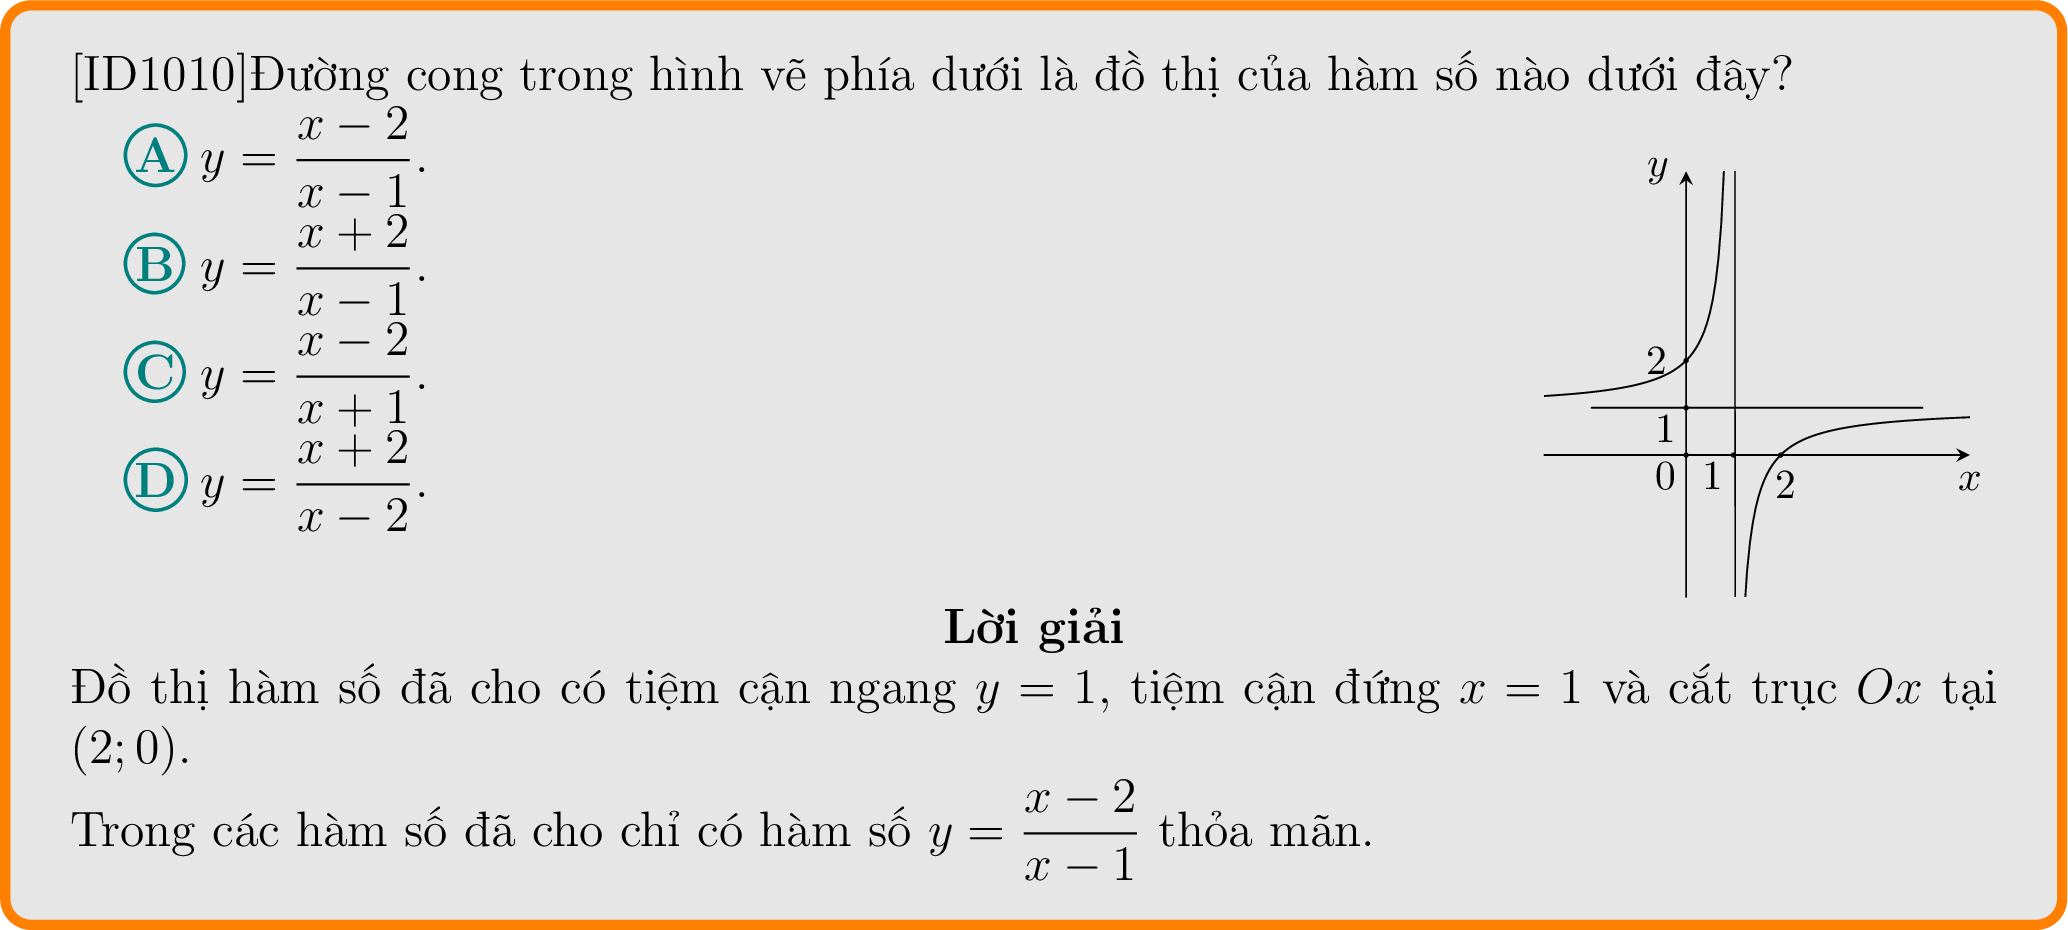 [ID1010]Đường cong trong hình vẽ phía dưới là đồ thị của hàm số nào dưới đây?
A y = \frac{x − 2}{x − 1}.
B y = \frac{x + 2}{x − 1}.
C y = \frac{x − 2}{x + 1}.
D y = \frac{x + 2}{x − 2}.
y
2
1
0 1 2 x
Lời giải
Đồ thị hàm số đã cho có tiệm cận ngang y = 1, tiệm cận đứng x = 1 và cắt trục Ox tại
(2; 0).
Trong các hàm số đã cho chỉ có hàm số y = \frac{x − 2}{x − 1} thỏa mãn.